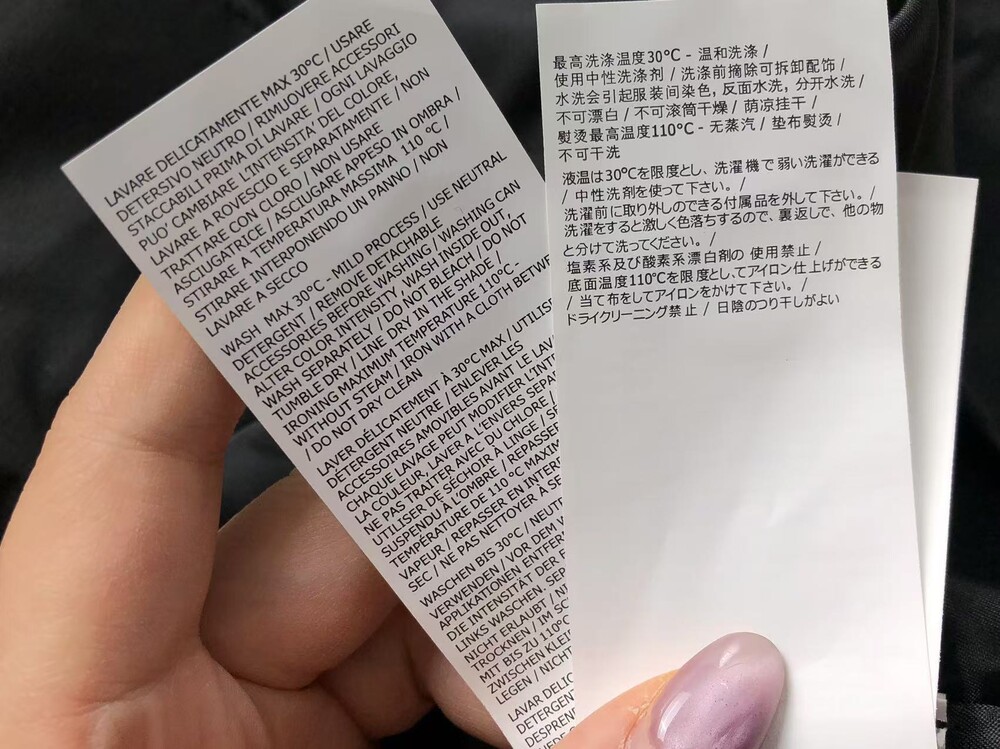 LAVARE DELICATAMENTE MAX 30°C / USARE
DETERSIVO NEUTRO / RIMUOVERE ACCESSORI
STACCABILI PRIMA DI LAVARE / OGNI LAVAGGIO
PUO' CAMBIARE L'INTENSITA' DEL COLORE,
LAVARE A ROVESCIO E SEPARATAMENTE / NON
TRATTARE CON CLORO / NON USARE
ASCIUGATRICE / ASCIUGARE APPESO IN OMBRA /
STIRARE A TEMPERATURA MASSIMA 110 °C /
STIRARE INTERPONENDO UN PANNO / NON
LAVARE A SECCO
WASH MAX 30°C - MILD PROCESS / USE NEUTRAL
DETERGENT / REMOVE DETACHABLE
ACCESSORIES BEFORE WASHING / WASHING CAN
ALTER COLOR INTENSITY, WASH INSIDE OUT,
WASH SEPARATELY / DO NOT BLEACH / DO NOT
TUMBLE DRY / LINE DRY IN THE SHADE /
IRONING MAXIMUM TEMPERATURE 110°C -
WITHOUT STEAM / IRON WITH A CLOTH BETWE
/ DO NOT DRY CLEAN
LAVER DÉLICATEMENT À 30°C MAX / UTILIS
DÉTERGENT NEUTRE / ENLEVER LES
ACCESSOIRES AMOVIBLES AVANT LE LAV
CHAQUE LAVAGE PEUT MODIFIER L'INTE
LA COULEUR, LAVER A L'ENVERS SEPA
NE PAS TRAITER AVEC DU CHLORE /
UTILISER DE SÉCHOIR À LINGE / SÉ
SUSPENDU À L'OMBRE / REPASSER
TEMPÉRATURE DE 110 °C MAXIM
VAPEUR / REPASSER EN INTER
SEC / NE PAS NETTOYER A SE
WASCHEN BIS 30°C / NEUT
VERWENDEN / VOR DEM W
APPLIKATIONEN ENTFER
DIE INTENSITÄT DER F
LINKS WASCHEN. SE
NICHT ERLAUBT / N
TROCKNEN / IM SC
MIT BIS ZU 110°C
ZWISCHEN KLEI
LEGEN / NICHT
LAVAR DELIC
DETERGENT
DESPREND
最高洗涤温度30°C - 温和洗涤 /
使用中性洗涤剂 / 洗涤前摘除可拆卸配饰 /
水洗会引起服装间染色, 反面水洗, 分开水洗 /
不可漂白 / 不可滚筒干燥 / 荫凉挂干 /
熨烫最高温度110°C - 无蒸汽 / 垫布熨烫 /
不可干洗
液温は30°Cを限度とし、洗濯機で弱い洗濯ができる
/ 中性洗剤を使って下さい。 /
洗濯前に取り外しのできる付属品を外して下さい。 /
洗濯をすると激しく色落ちするので、裏返しで、他の物
と分けて洗ってください。 /
塩素系及び酸素系漂白剤の 使用禁止 /
底面温度110℃を限度としてアイロン仕上げができる
/ 当て布をしてアイロンをかけて下さい。 /
ドライクリーニング禁止 / 日陰のつり干しがよい